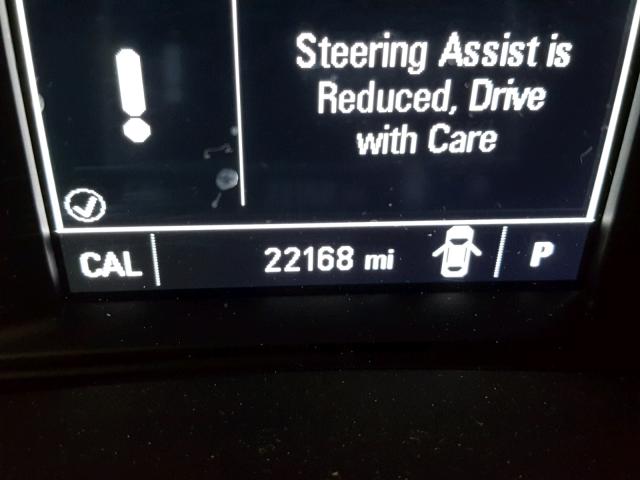 Steering Assist is
Reduced, Drive
with Care
CAL 22168 mi P